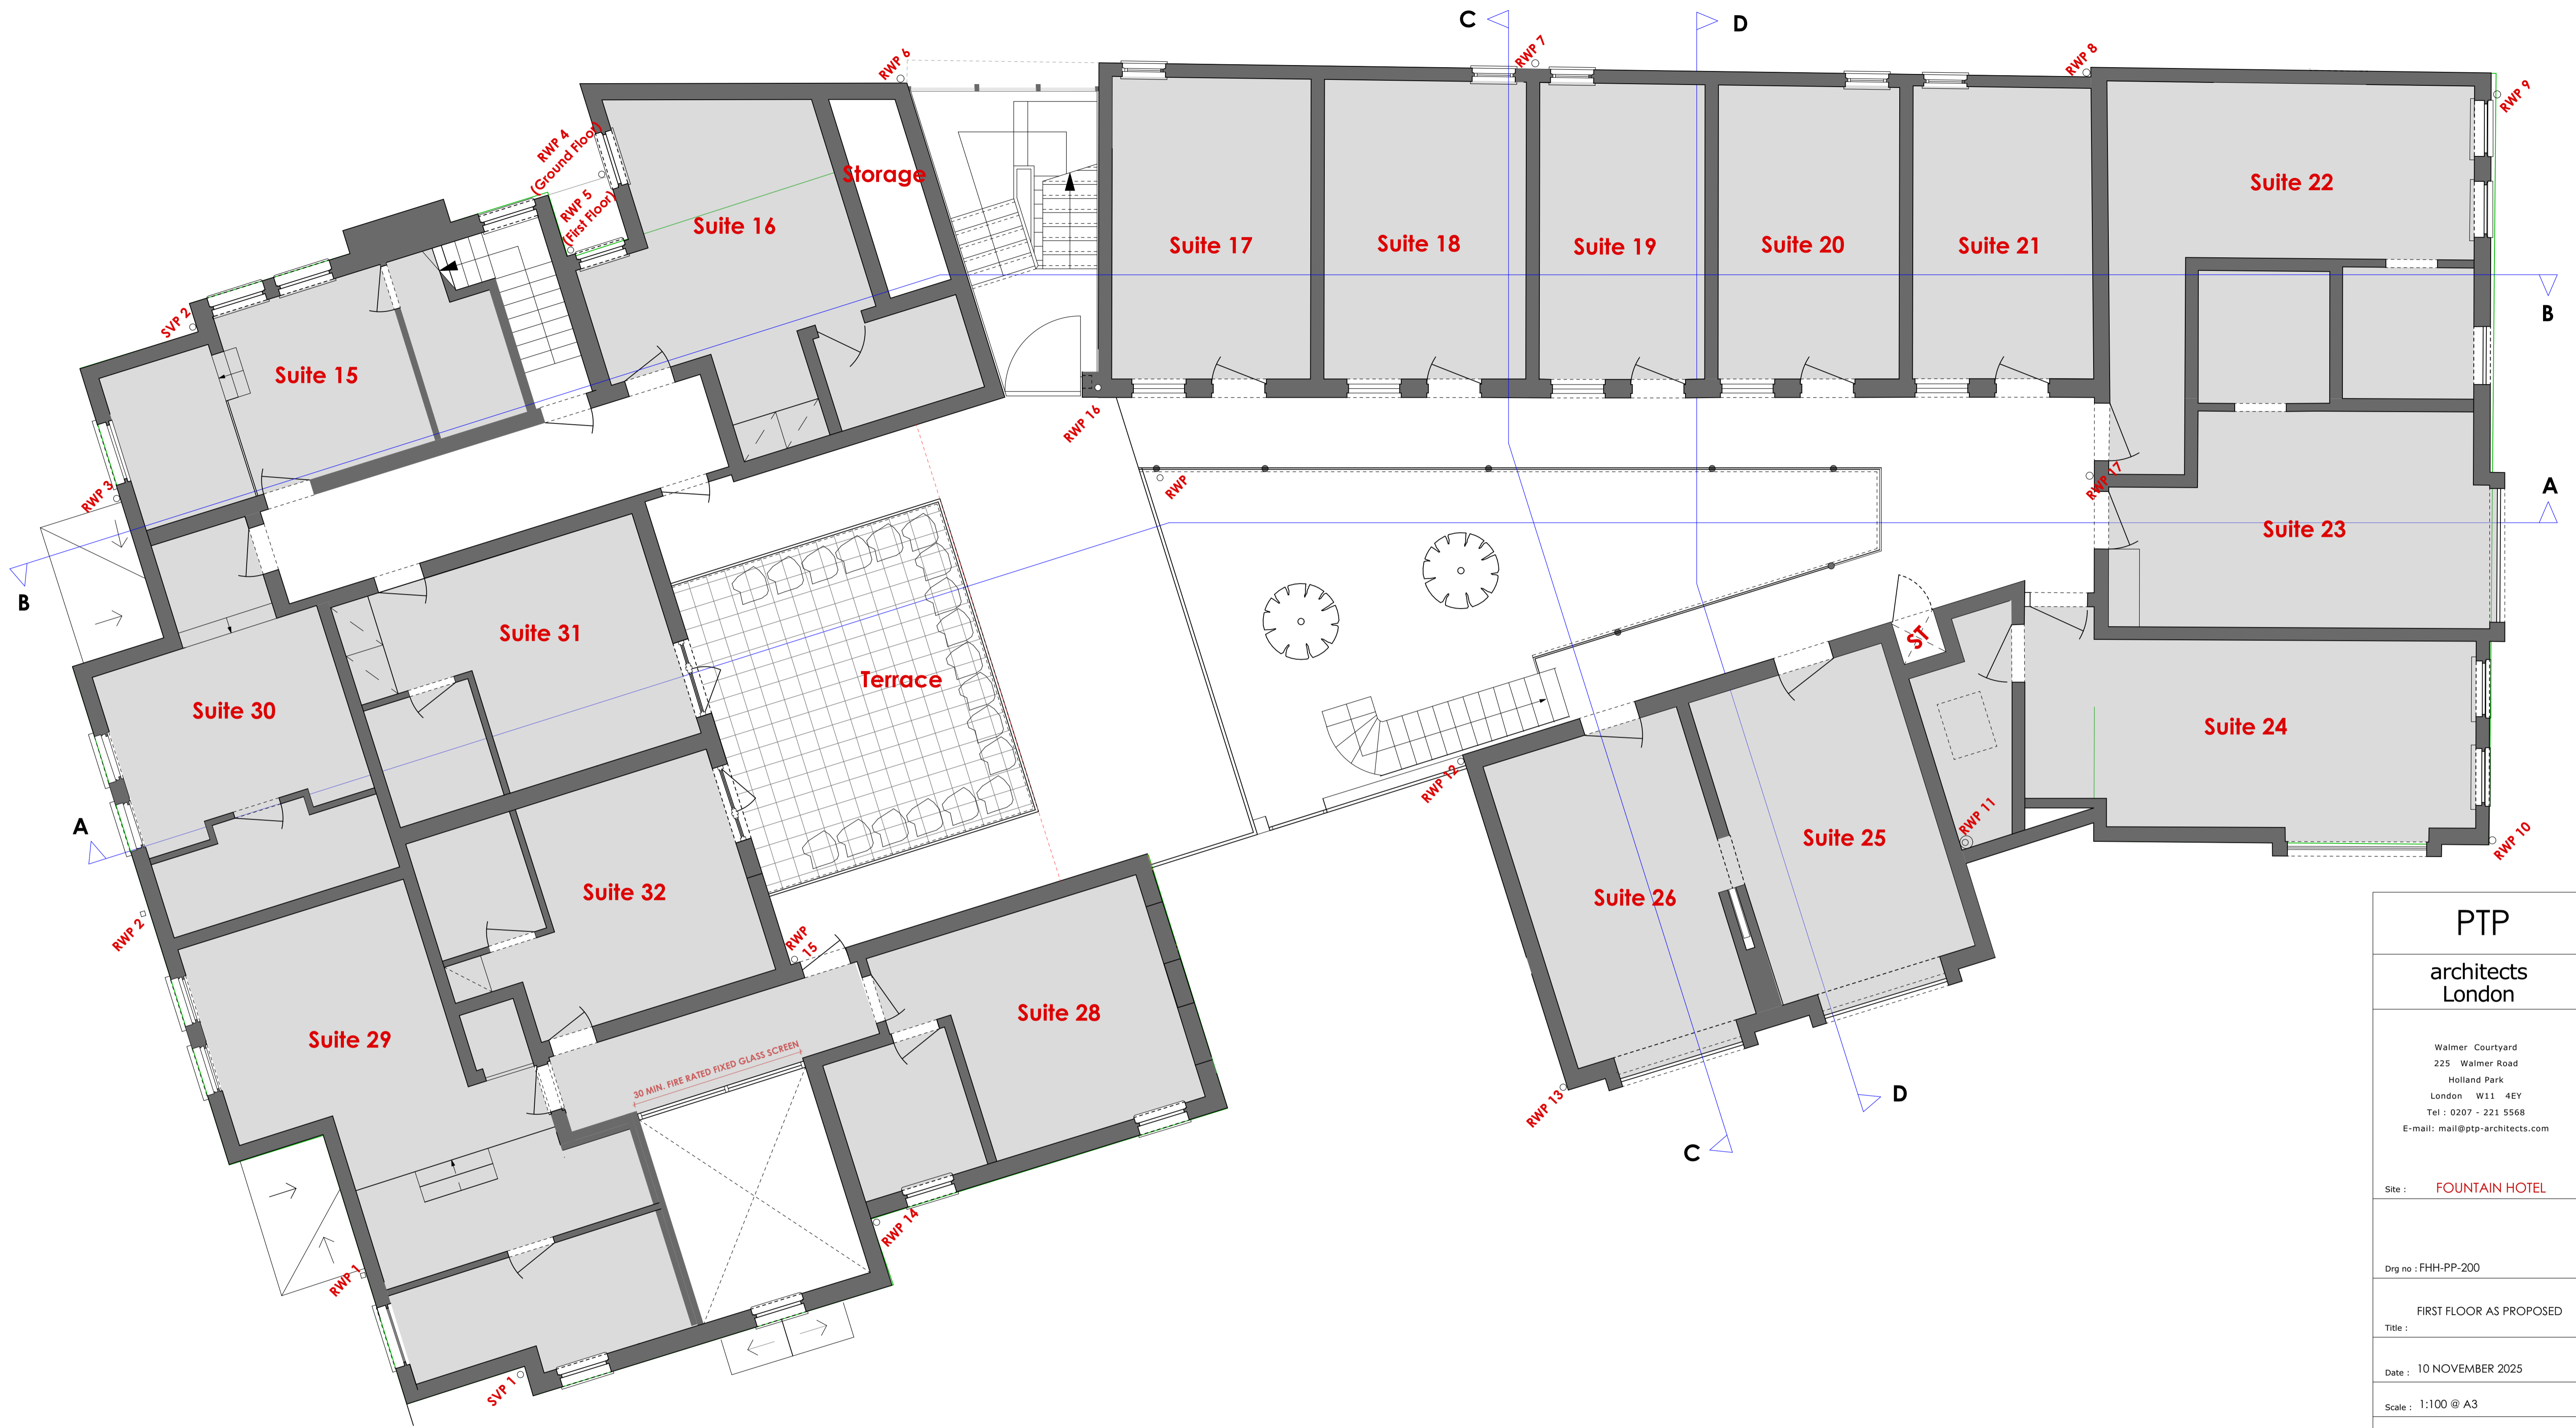 C
D
RWP 6
RWP 7
RWP 8
RWP 9
RWP 4
(Ground Floor)
RWP 5
(First Floor)
Storage
Suite 16
Suite 17
Suite 18
Suite 19
Suite 20
Suite 21
Suite 22
B
SVP 2
Suite 15
RWP 16
RWP 3
RWP
RWP 17
A
Suite 23
B
Suite 31
ST
Terrace
Suite 30
Suite 24
RWP 12
RWP 11
RWP 10
A
Suite 25
Suite 32
Suite 26
RWP 2
RWP
15
Suite 28
Suite 29
30 MIN. FIRE RATED FIXED GLASS SCREEN
RWP 13
D
C
RWP 14
RWP 1
SVP 1
PTP
architects
London
Walmer Courtyard
225 Walmer Road
Holland Park
London W11 4EY
Tel : 0207 - 221 5568
E-mail: mail@ptp-architects.com
Site : FOUNTAIN HOTEL
Drg no : FHH-PP-200
FIRST FLOOR AS PROPOSED
Title :
Date : 10 NOVEMBER 2025
Scale : 1:100 @ A3